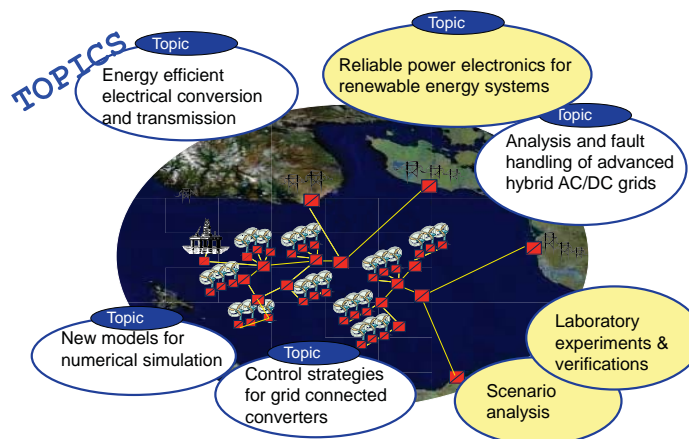 TOPICS
Topic
Energy efficient
electrical conversion
and transmission
Topic
Reliable power electronics for
renewable energy systems
Topic
Analysis and fault
handling of advanced
hybrid AC/DC grids
Topic
New models for
numerical simulation
Topic
Control strategies
for grid connected
converters
Laboratory
experiments &
verifications
Scenario
analysis